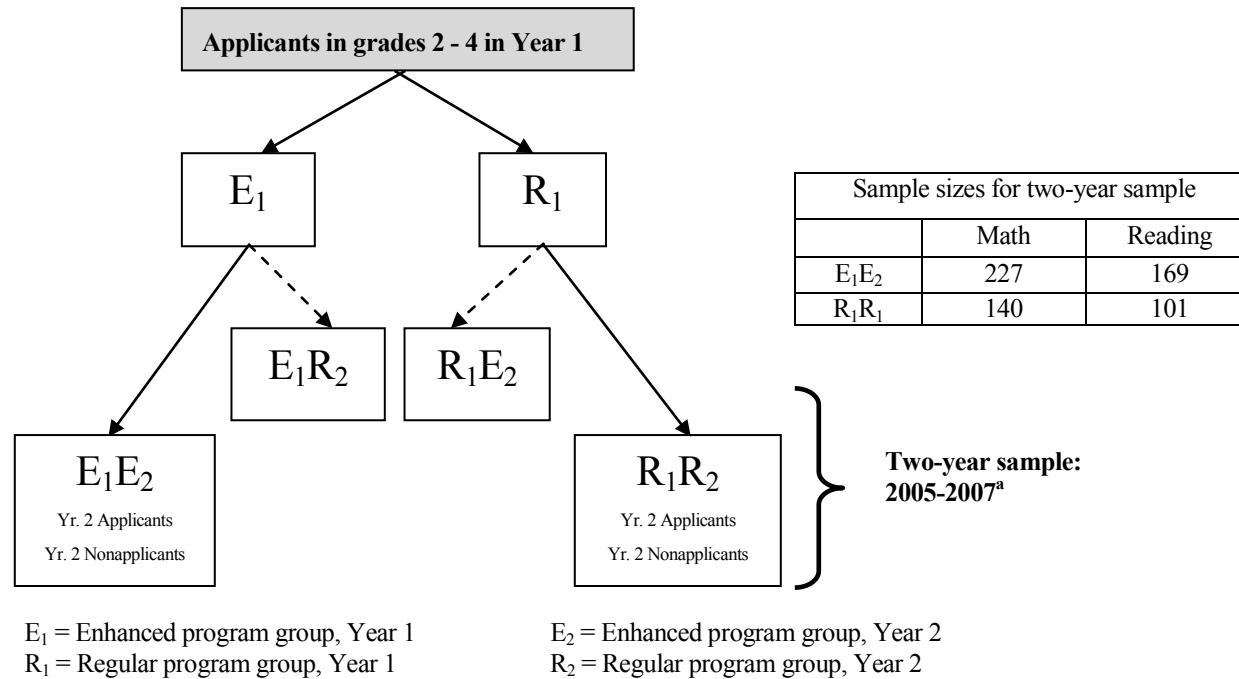 Applicants in grades 2 - 4 in Year 1
E₁
R₁
Sample sizes for two-year sample
Math Reading
E₁E₂ 227 169
R₁R₁ 140 101
E₁R₂
R₁E₂
E₁E₂
Yr. 2 Applicants
Yr. 2 Nonapplicants
R₁R₂
Yr. 2 Applicants
Yr. 2 Nonapplicants
Two-year sample:
2005-2007ᵃ
E₁ = Enhanced program group, Year 1
R₁ = Regular program group, Year 1
E₂ = Enhanced program group, Year 2
R₂ = Regular program group, Year 2